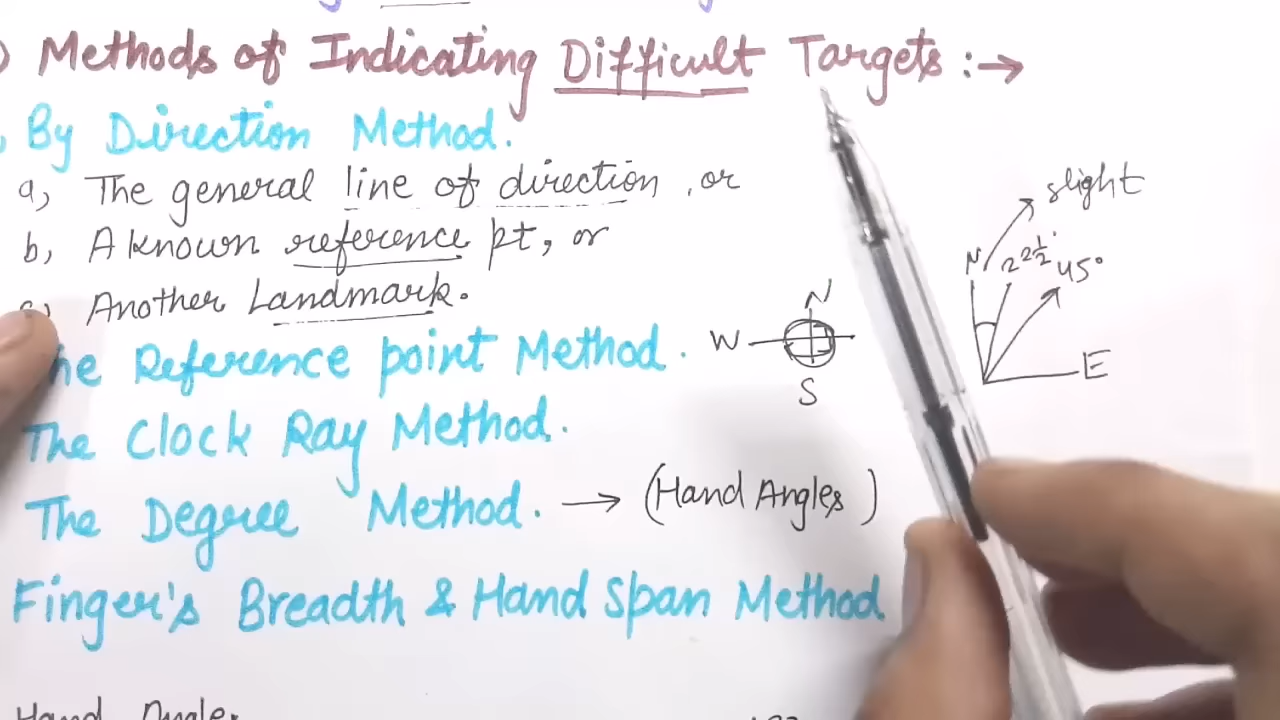 Methods of Indicating Difficult Targets :→
By Direction Method.
a, The general line of direction, or
b, A known reference pt, or
Another Landmark.
he Reference point Method.
The Clock Ray Method.
The Degree Method. → (Hand Angles)
Finger's Breadth & Hand Span Method
N
W
S
slight
N 22½° 45°
E